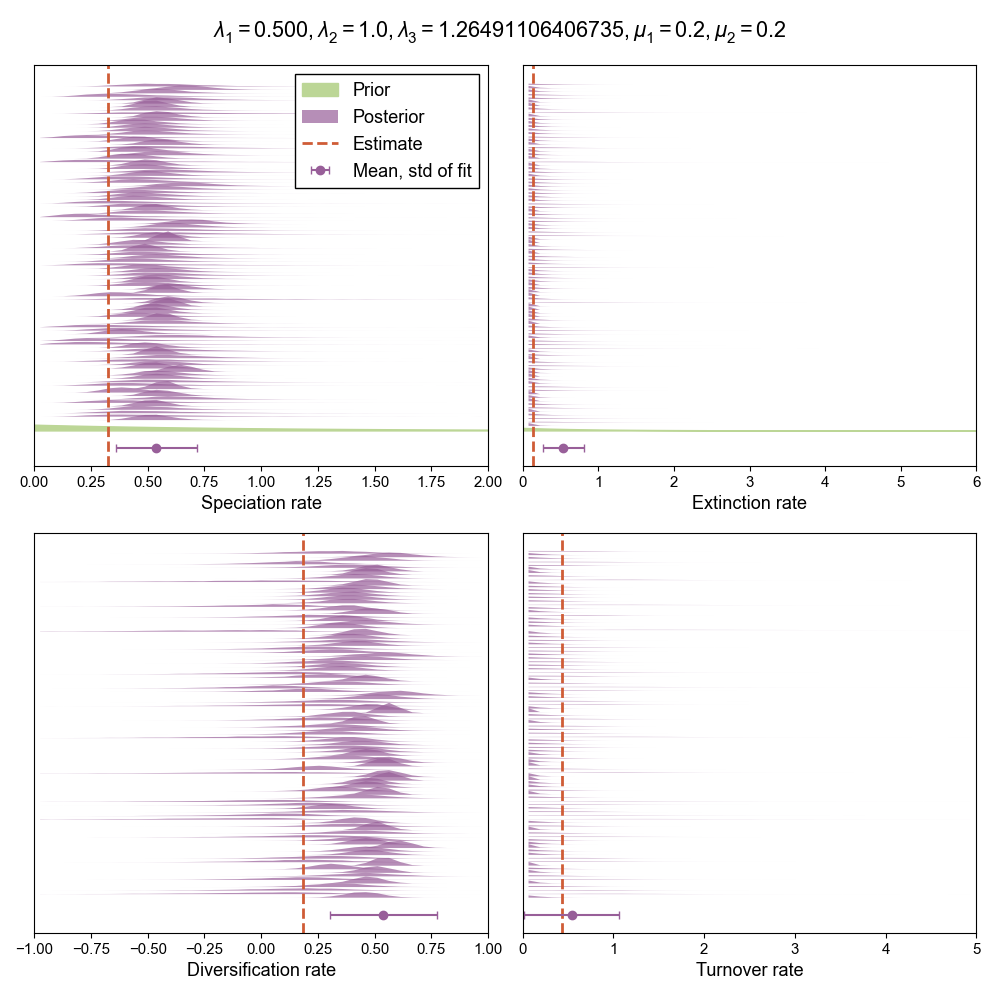 λ₁ = 0.500, λ₂ = 1.0, λ₃ = 1.26491106406735, μ₁ = 0.2, μ₂ = 0.2
Prior
Posterior
Estimate
Mean, std of fit
0.00 0.25 0.50 0.75 1.00 1.25 1.50 1.75 2.00
Speciation rate
0 1 2 3 4 5 6
Extinction rate
−1.00 −0.75 −0.50 −0.25 0.00 0.25 0.50 0.75 1.00
Diversification rate
0 1 2 3 4 5
Turnover rate